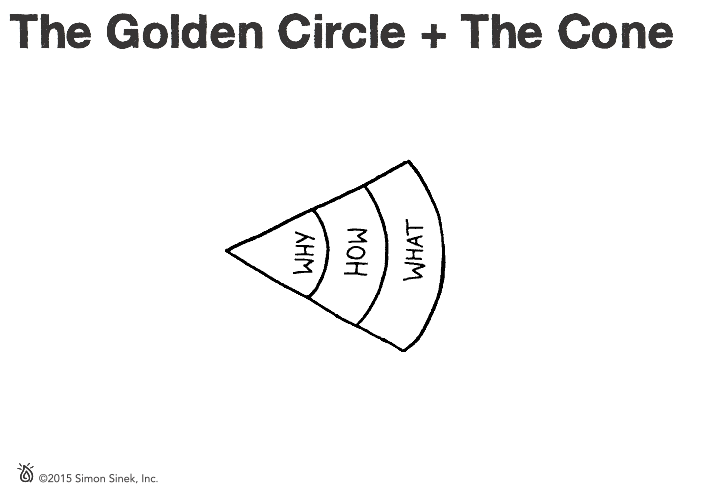 The Golden Circle + The Cone
WHY
HOW
WHAT
©2015 Simon Sinek, Inc.